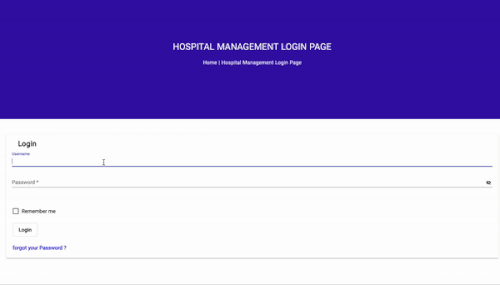 HOSPITAL MANAGEMENT LOGIN PAGE
Home | Hospital Management Login Page
Login
Username
Password *
Remember me
Login
forgot your Password ?